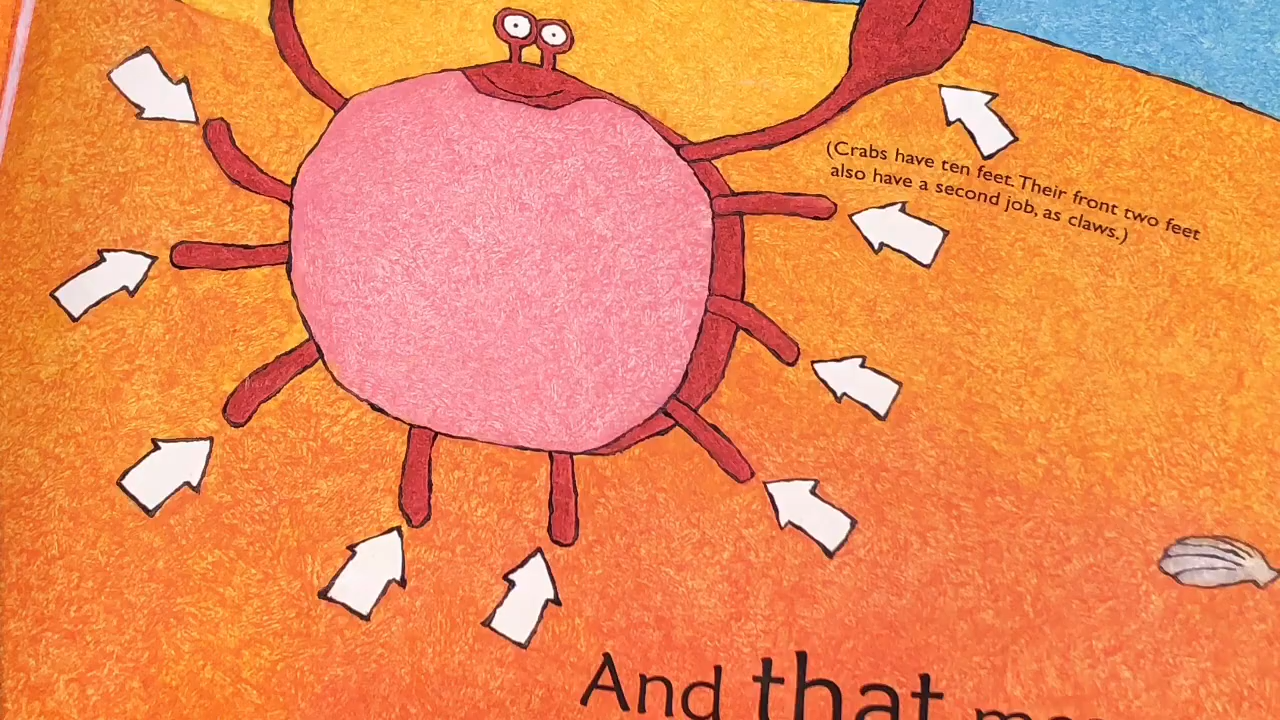 (Crabs have ten feet. Their front two feet
also have a second job, as claws.)
And that